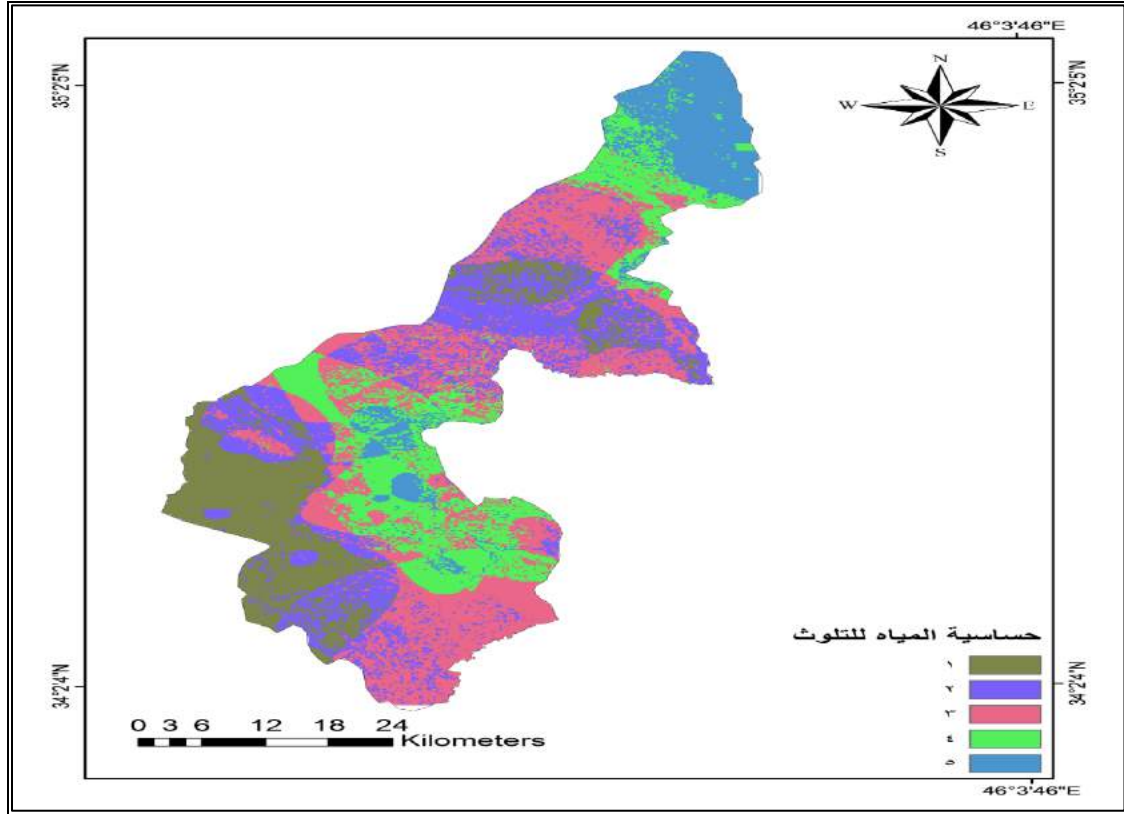 46°3'46"E
35°25'N
35°25'N
N
W E
S
حساسية المياه للتلوث
١
٢
٣
٤
٥
34°24'N
34°24'N
0 3 6 12 18 24
Kilometers
46°3'46"E